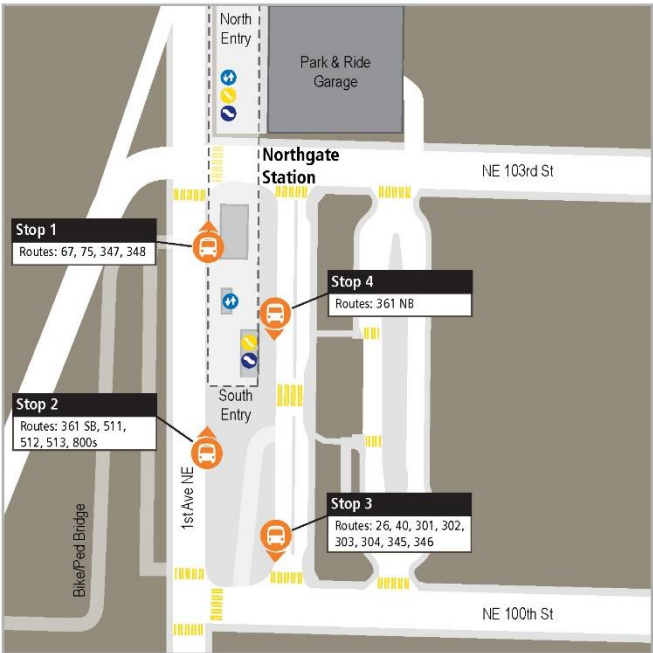 North
Entry
Park & Ride
Garage
Northgate
Station
NE 103rd St
Stop 1
Routes: 67, 75, 347, 348
Stop 4
Routes: 361 NB
South
Entry
Stop 2
Routes: 361 SB, 511,
512, 513, 800s
1st Ave NE
Bike/Ped Bridge
Stop 3
Routes: 26, 40, 301, 302,
303, 304, 345, 346
NE 100th St